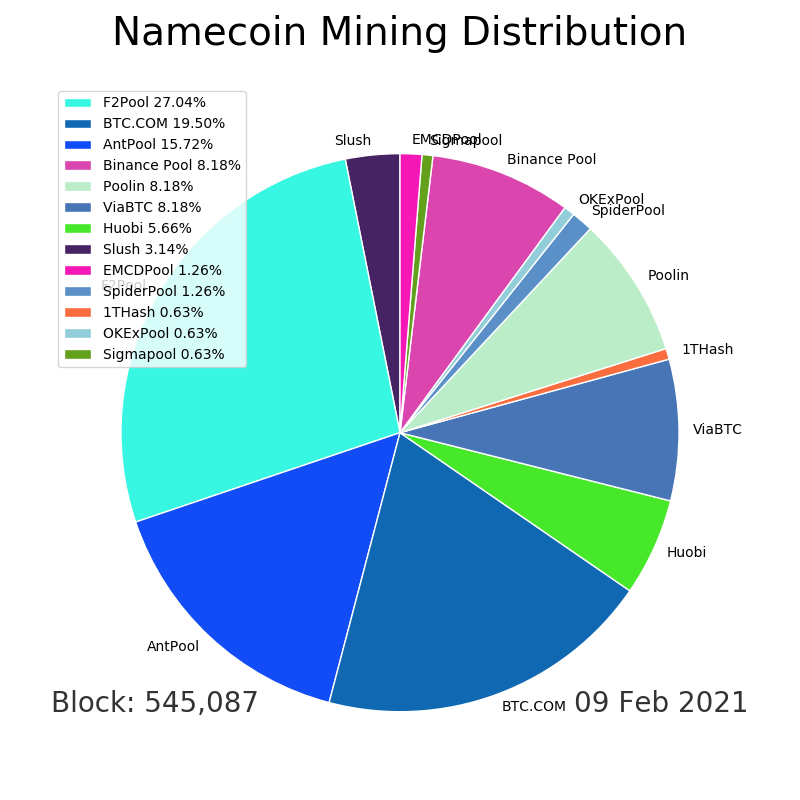 Namecoin Mining Distribution
F2Pool 27.04%
BTC.COM 19.50%
AntPool 15.72%
Binance Pool 8.18%
Poolin 8.18%
ViaBTC 8.18%
Huobi 5.66%
Slush 3.14%
EMCDPool 1.26%
SpiderPool 1.26%
1THash 0.63%
OKExPool 0.63%
Sigmapool 0.63%
Slush
EMCDPool
Sigmapool
Binance Pool
OKExPool
SpiderPool
Poolin
1THash
ViaBTC
Huobi
BTC.COM
AntPool
F2Pool
Block: 545,087
09 Feb 2021